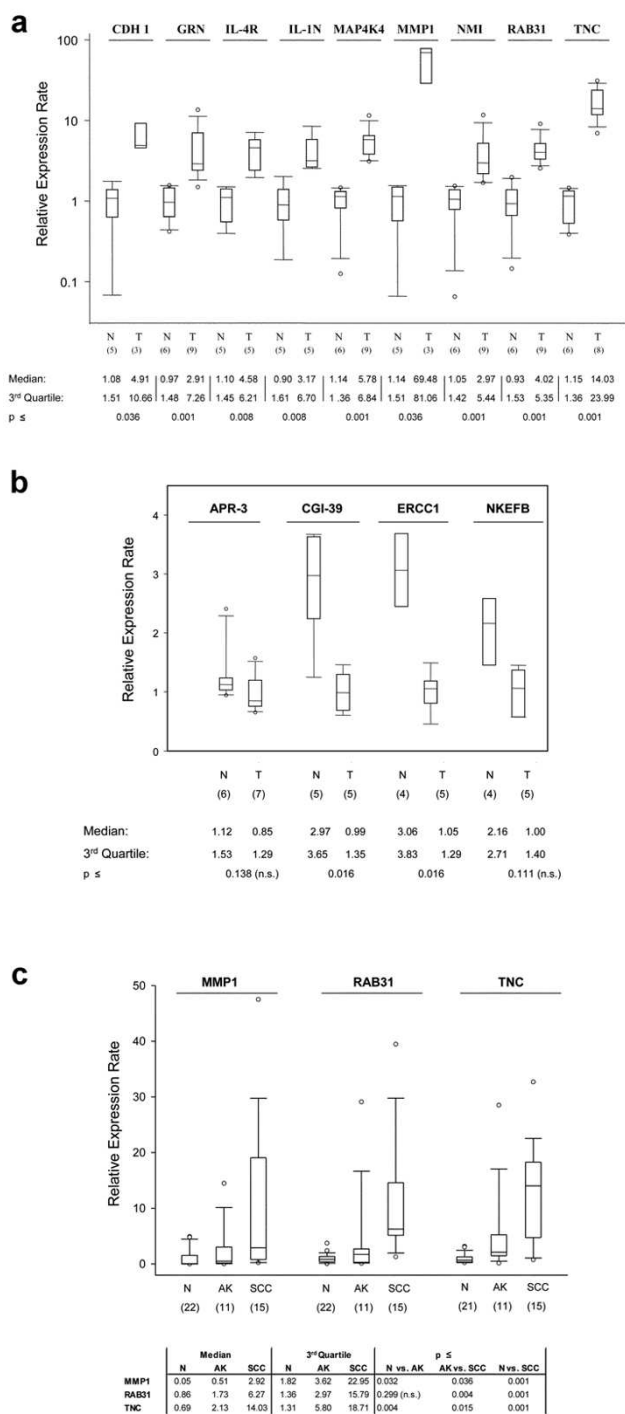 a
CDH 1 GRN IL-4R IL-1N MAP4K4 MMP1 NMI RAB31 TNC
Relative Expression Rate
100
10
1
0.1
N T N T N T N T N T N T N T N T N T
(5) (3) (6) (9) (5) (5) (5) (5) (6) (9) (5) (3) (6) (9) (6) (9) (6) (8)
Median: 1.08 4.91 0.97 2.91 1.10 4.58 0.90 3.17 1.14 5.78 1.14 69.48 1.05 2.97 0.93 4.02 1.15 14.03
3rd Quartile: 1.51 10.66 1.48 7.26 1.45 6.21 1.61 6.70 1 .36 6.84 1.51 81.06 1.42 5.44 1.53 5.35 1.36 23.99
p ≤ 0.036 0.001 0.008 0.008 0.001 0.036 0.001 0.001 0.001
b
APR-3 CGI-39 ERCC1 NKEFB
Relative Expression Rate
4
3
2
1
0
N T N T N T N T
(6) (7) (5) (5) (4) (5) (4) (5)
Median: 1.12 0.85 2.97 0.99 3.06 1.05 2.16 1.00
3rd Quartile: 1.53 1.29 3.65 1.35 3.83 1.29 2.71 1.40
p ≤ 0.138 (n.s.) 0.016 0.016 0.111 (n.s.)
c
MMP1 RAB31 TNC
Relative Expression Rate
50
40
30
20
10
0
N AK SCC N AK SCC N AK SCC
(22) (11) (15) (22) (11) (15) (21) (11) (15)
Median 3rd Quartile p ≤
N AK SCC N AK SCC N vs. AK AK vs. SCC N vs. SCC
MMP1 0.05 0.51 2.92 1.82 3.62 22.95 0.032 0.036 0.001
RAB31 0.86 1.73 6.27 1.36 2.97 15.79 0.299 (n.s.) 0.004 0.001
TNC 0.69 2.13 14.03 1.31 5.80 18.71 0.004 0.015 0.001